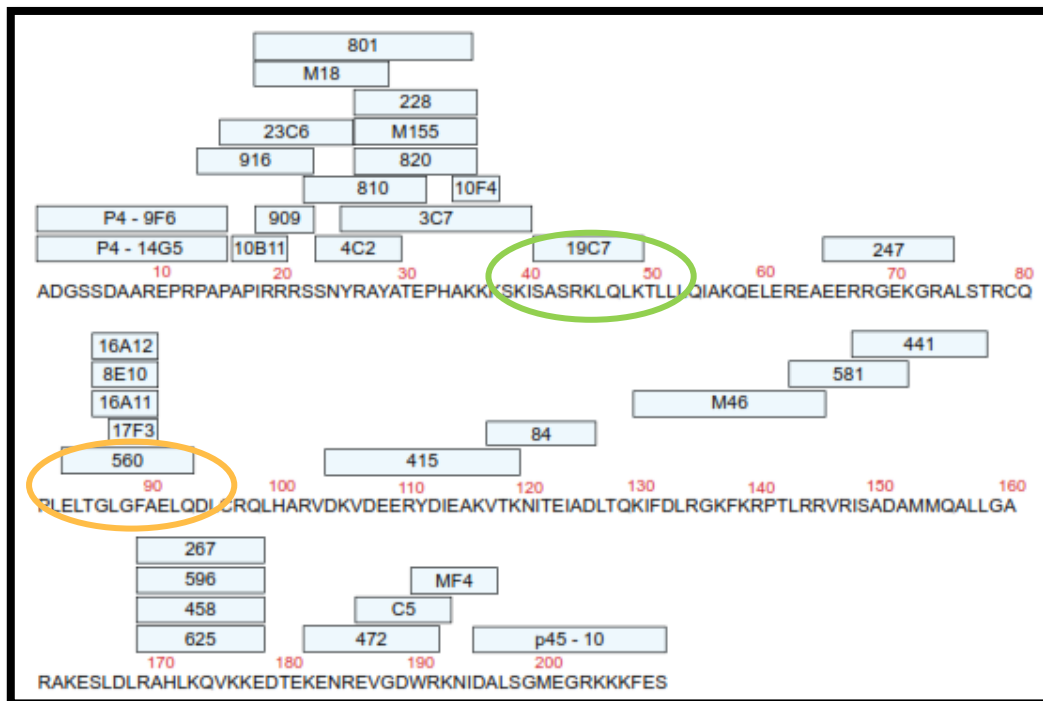 801
M18
228
23C6 M155
916 820
810 10F4
P4 - 9F6 909 3C7
P4 - 14G5 10B11 4C2 19C7 247
10 20 30 40 50 60 70 80
ADGSSDAAREPRPAPAPIRRRSSNYRAYATEPHAKKKSKISASRKLQLKTLLLQIAKQELEREAEERRGEKGRALSTRCQ
16A12 441
8E10 581
16A11 M46
17F3 84
560 415
90 100 110 120 130 140 150 160
PLELTGLGFAELQDLCRQLHARVDKVDEERYDIEAKVTKNITEIADLTQKIFDLRGKFKRPTLRRVRISADAMMQALLGA
267
596 MF4
458 C5
625 472 p45 - 10
170 180 190 200
RAKESLDLRAHLKQVKKEDTEKENREVGDWRKNIDALSGMEGRKKKFES